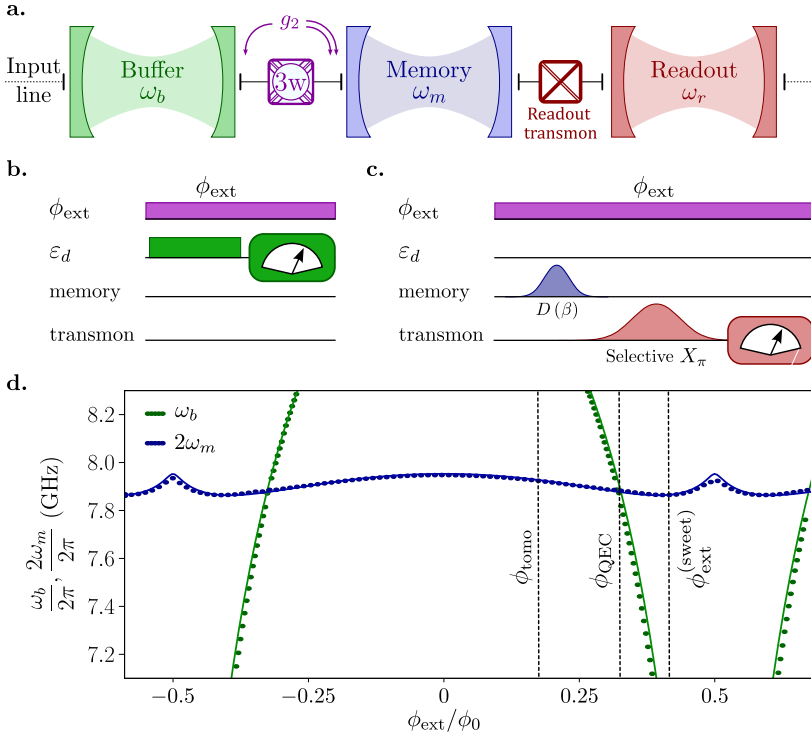 a.
g₂
Input line
Buffer ω_b
3w
Memory ω_m
Readout transmon
Readout ω_r
b.
ϕ_ext
ϕ_ext
ε_d
memory
transmon
c.
ϕ_ext
ϕ_ext
ε_d
memory
D (β)
transmon
Selective X_π
d.
ω_b
2ω_m
ω_b/2π, 2ω_m/2π (GHz)
8.2
8.0
7.8
7.6
7.4
7.2
ϕ_tomo
ϕ_QEC
ϕ_ext^(sweet)
−0.5
−0.25
0
0.25
0.5
ϕ_ext/ϕ_0